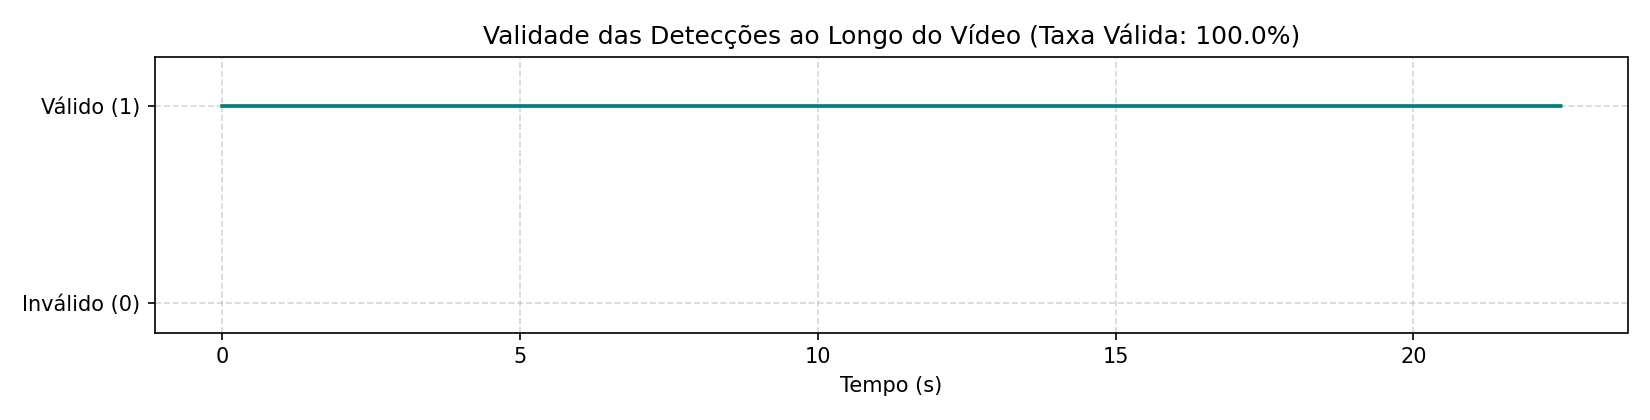 Validade das Detecções ao Longo do Vídeo (Taxa Válida: 100.0%)
Válido (1)
Inválido (0)
0 5 10 15 20
Tempo (s)